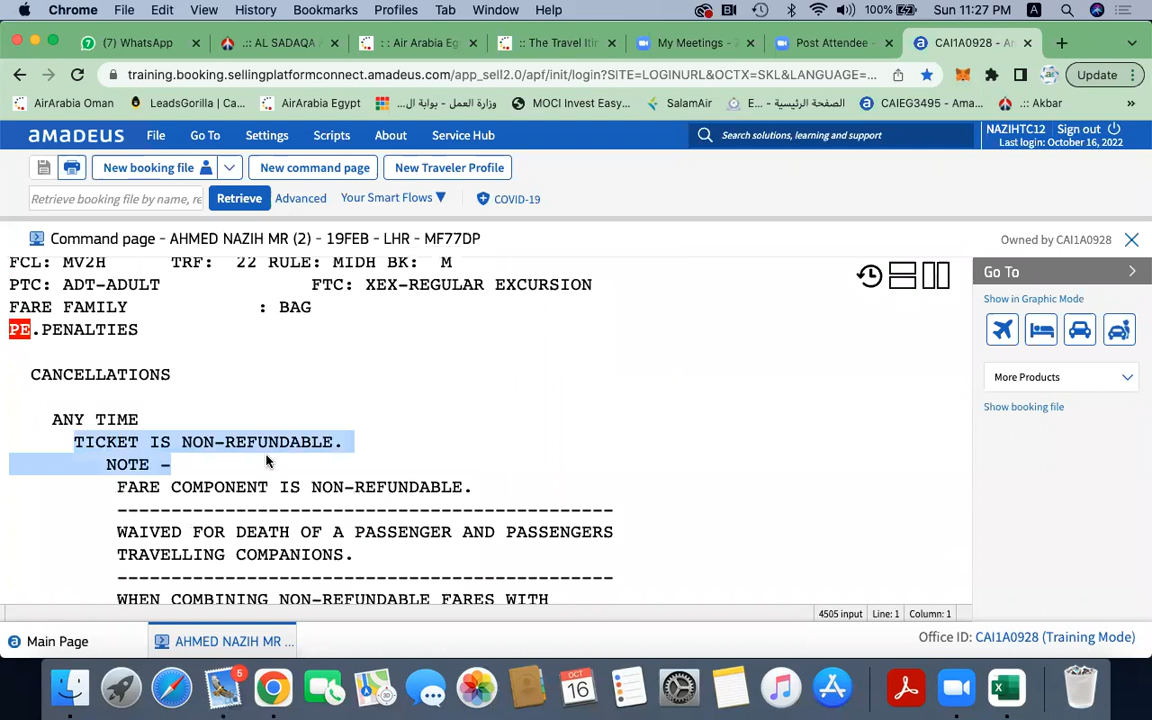 Chrome File Edit View History Bookmarks Profiles Tab Window Help 100% Sun 11:27 PM
(7) WhatsApp .:: AL SADAQA A : : Air Arabia Eg : : The Travel Itin My Meetings - Post Attendee - CAI1A0928 - A
training.booking.sellingplatformconnect.amadeus.com/app_sell2.0/apf/init/login?SITE=LOGINURL&OCTX=SKL&LANGUAGE=... Update
AirArabia Oman LeadsGorilla | Ca... AirArabia Egypt وزارة العمل - بوابة ال... MOCI Invest Easy... SalamAir E... - الصفحة الرئيسية CAIEG3495 - Ama... .:: Akbar »
amadeus File Go To Settings Scripts About Service Hub Search solutions, learning and support NAZIHTC12 Sign out
Last login: October 16, 2022
New booking file New command page New Traveler Profile
Retrieve booking file by name, re Retrieve Advanced Your Smart Flows COVID-19
Command page - AHMED NAZIH MR (2) - 19FEB - LHR - MF77DP Owned by CAI1A0928
FCL: MV2H TRF: 22 RULE: MIDH BK: M
PTC: ADT-ADULT FTC: XEX-REGULAR EXCURSION
FARE FAMILY : BAG
PE.PENALTIES
CANCELLATIONS
ANY TIME
TICKET IS NON-REFUNDABLE.
NOTE -
FARE COMPONENT IS NON-REFUNDABLE.
----------------------------------------------
WAIVED FOR DEATH OF A PASSENGER AND PASSENGERS
TRAVELLING COMPANIONS.
----------------------------------------------
WHEN COMBINING NON-REFUNDABLE FARES WITH
Go To
Show in Graphic Mode
More Products
Show booking file
4505 input Line: 1 Column: 1
Main Page AHMED NAZIH MR ... Office ID: CAI1A0928 (Training Mode)
5
OCT
16